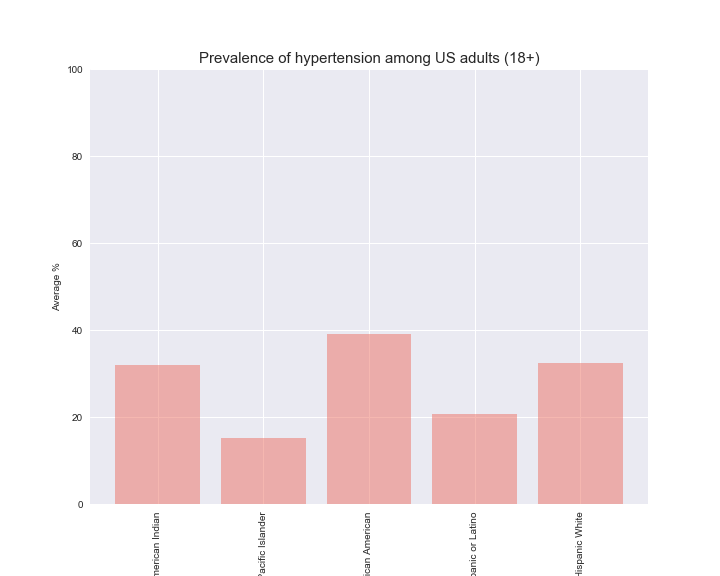 Prevalence of hypertension among US adults (18+)
100
80
60
40
20
0
Average %
merican Indian
Pacific Islander
ican American
panic or Latino
Hispanic White